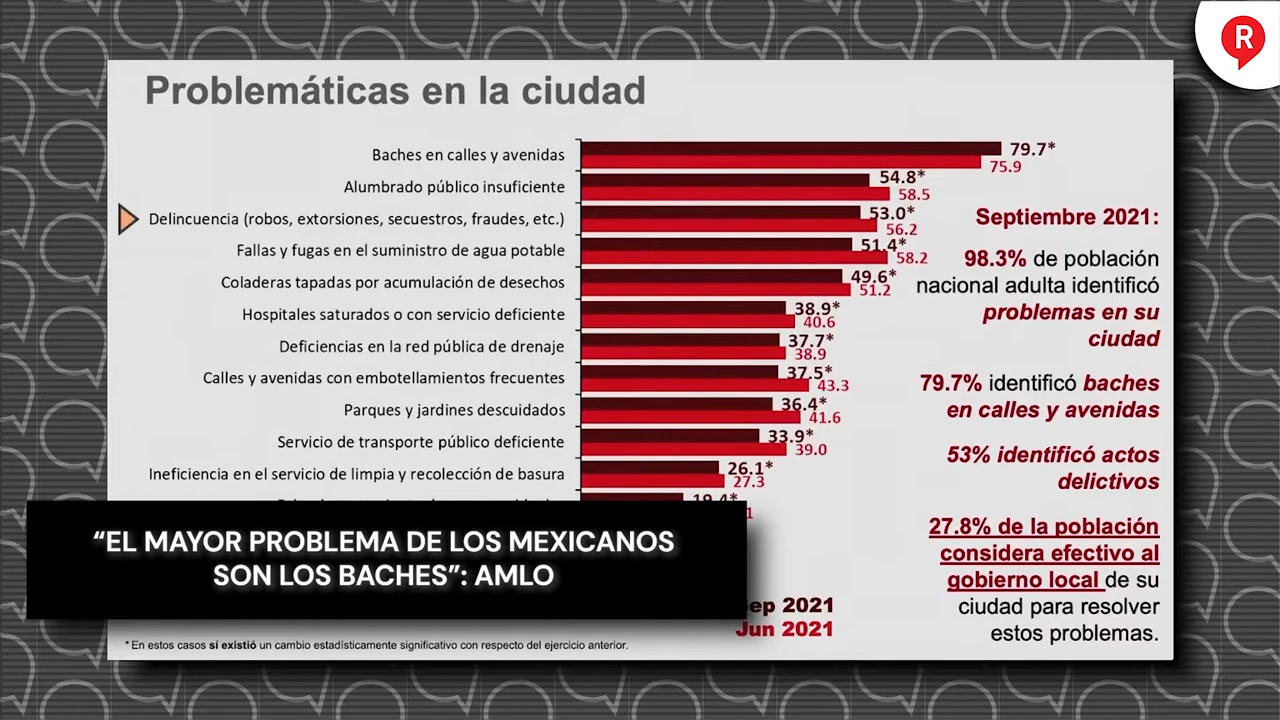 R
Problemáticas en la ciudad
Baches en calles y avenidas 79.7*
75.9
Alumbrado público insuficiente 54.8*
58.5
Delincuencia (robos, extorsiones, secuestros, fraudes, etc.) 53.0*
56.2
Fallas y fugas en el suministro de agua potable 51.4*
58.2
Coladeras tapadas por acumulación de desechos 49.6*
51.2
Hospitales saturados o con servicio deficiente 38.9*
40.6
Deficiencias en la red pública de drenaje 37.7*
38.9
Calles y avenidas con embotellamientos frecuentes 37.5*
43.3
Parques y jardines descuidados 36.4*
41.6
Servicio de transporte público deficiente 33.9*
39.0
Ineficiencia en el servicio de limpia y recolección de basura 26.1*
27.3
19.4*
Septiembre 2021:
98.3% de población
nacional adulta identificó
problemas en su
ciudad
79.7% identificó baches
en calles y avenidas
53% identificó actos
delictivos
27.8% de la población
considera efectivo al
gobierno local de su
ciudad para resolver
estos problemas.
“EL MAYOR PROBLEMA DE LOS MEXICANOS
SON LOS BACHES”: AMLO
Sep 2021
Jun 2021
* En estos casos sí existió un cambio estadísticamente significativo con respecto del ejercicio anterior.